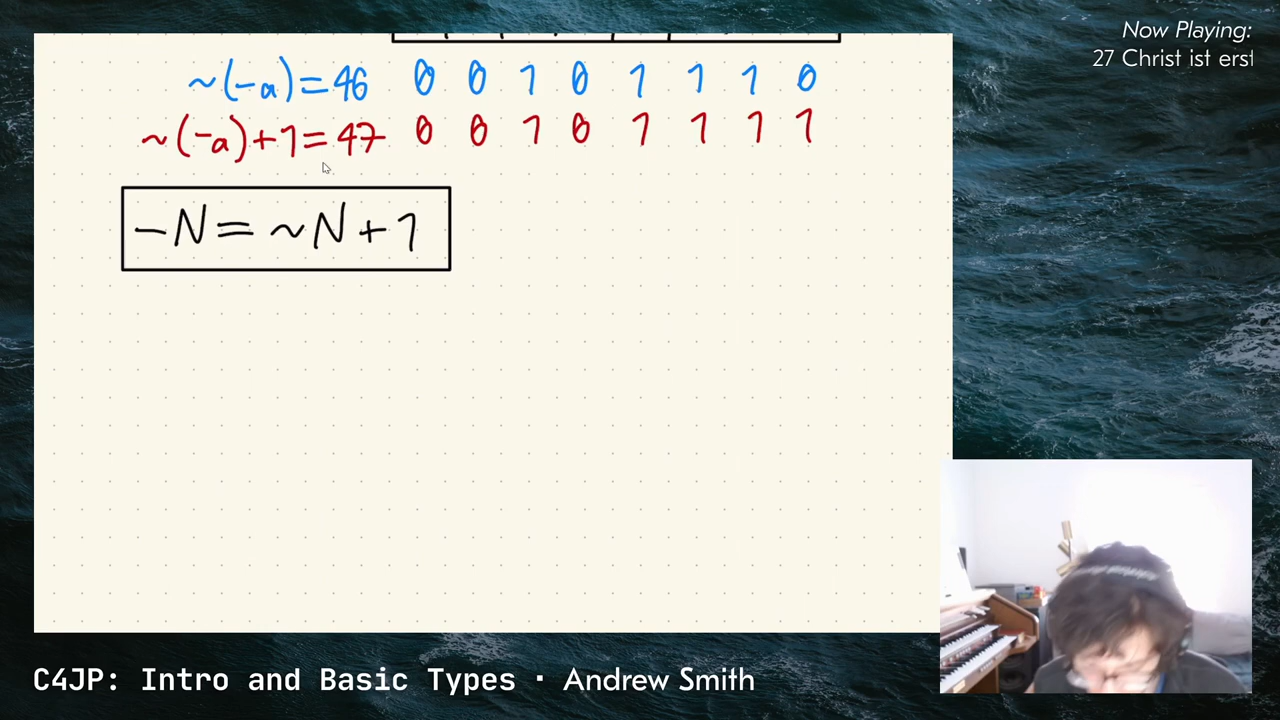 Now Playing:
27 Christ ist erst
~(-a)=46 0 0 1 0 1 1 1 0
~(-a)+1=47 0 0 1 0 1 1 1 1
-N=~N+1
C4JP: Intro and Basic Types · Andrew Smith